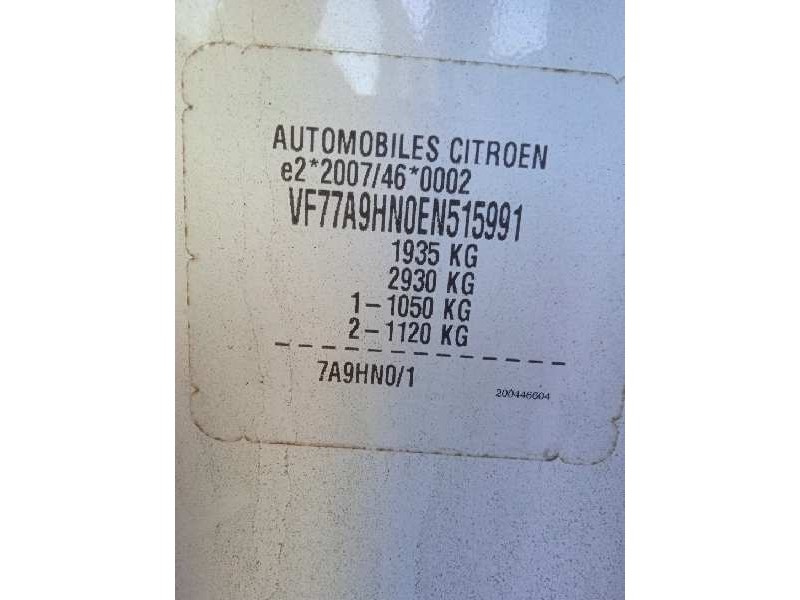 AUTOMOBILES CITROEN
e2*2007/46*0002
VF77A9HN0EN515991
1935 KG
2930 KG
1-1050 KG
2-1120 KG
7A9HN0/1
200446604